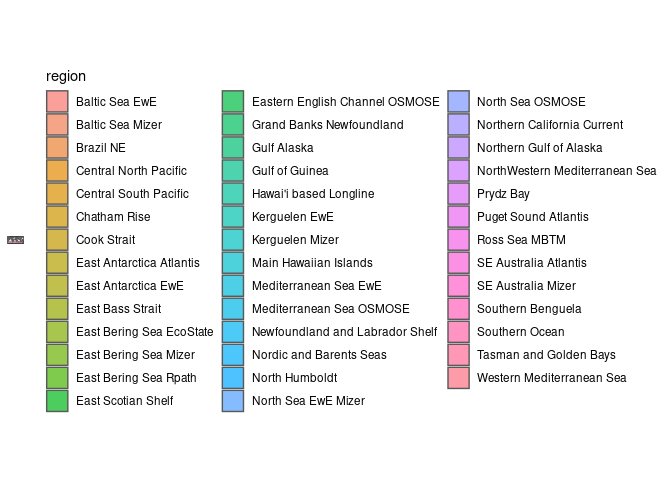 region
Baltic Sea EwE
Baltic Sea Mizer
Brazil NE
Central North Pacific
Central South Pacific
Chatham Rise
Cook Strait
East Antarctica Atlantis
East Antarctica EwE
East Bass Strait
East Bering Sea EcoState
East Bering Sea Mizer
East Bering Sea Rpath
East Scotian Shelf
Eastern English Channel OSMOSE
Grand Banks Newfoundland
Gulf Alaska
Gulf of Guinea
Hawai'i based Longline
Kerguelen EwE
Kerguelen Mizer
Main Hawaiian Islands
Mediterranean Sea EwE
Mediterranean Sea OSMOSE
Newfoundland and Labrador Shelf
Nordic and Barents Seas
North Humboldt
North Sea EwE Mizer
North Sea OSMOSE
Northern California Current
Northern Gulf of Alaska
NorthWestern Mediterranean Sea
Prydz Bay
Puget Sound Atlantis
Ross Sea MBTM
SE Australia Atlantis
SE Australia Mizer
Southern Benguela
Southern Ocean
Tasman and Golden Bays
Western Mediterranean Sea